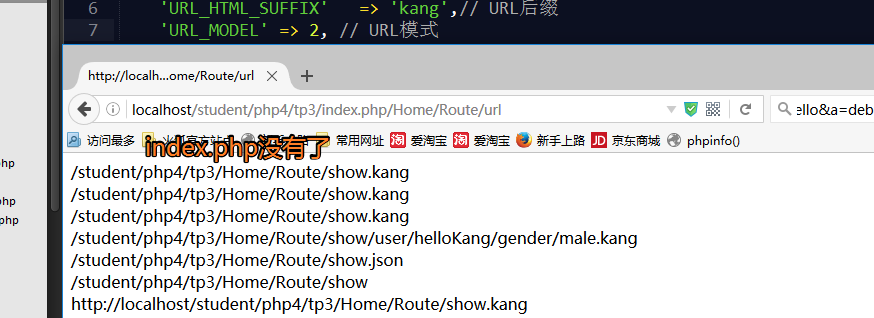 6 'URL_HTML_SUFFIX' => 'kang',// URL后缀
7 'URL_MODEL' => 2, // URL模式
http://localh...ome/Route/url
localhost/student/php4/tp3/index.php/Home/Route/url
ello&a=deb
访问最多 常用网址 爱淘宝 爱淘宝 新手上路 JD 京东商城 phpinfo()
index.php没有了
/student/php4/tp3/Home/Route/show.kang
/student/php4/tp3/Home/Route/show.kang
/student/php4/tp3/Home/Route/show.kang
/student/php4/tp3/Home/Route/show/user/helloKang/gender/male.kang
/student/php4/tp3/Home/Route/show.json
/student/php4/tp3/Home/Route/show
http://localhost/student/php4/tp3/Home/Route/show.kang
php
php
php